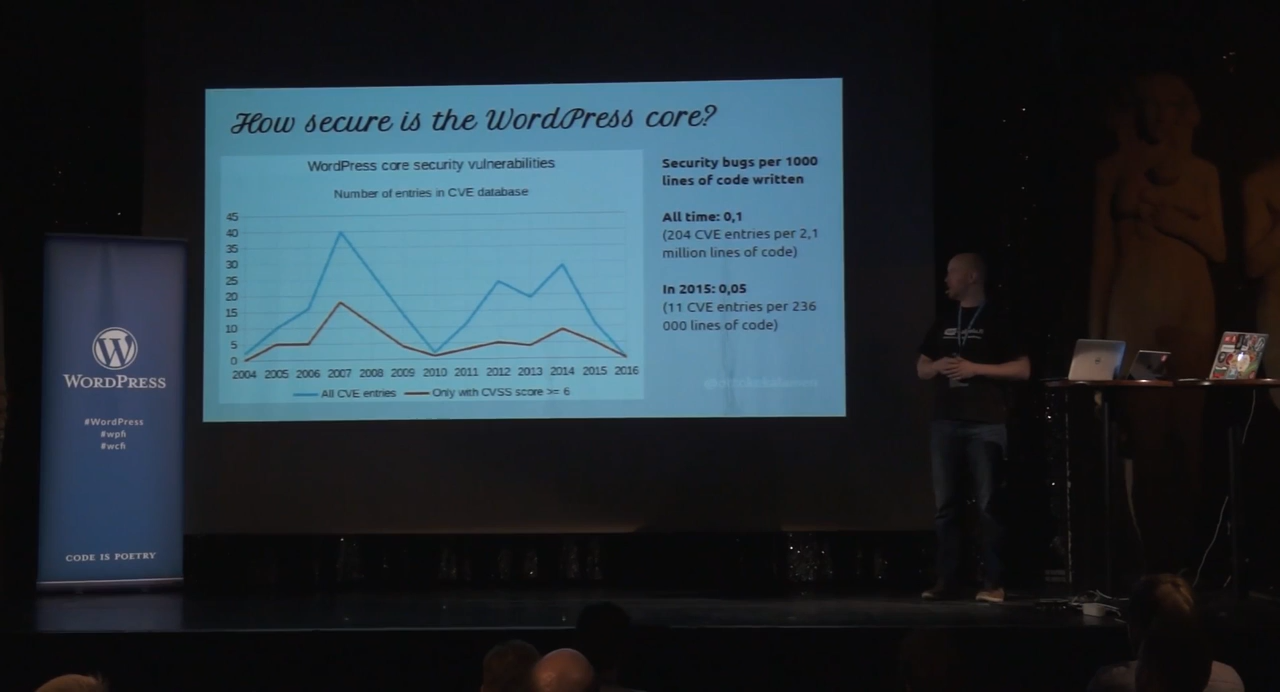 How secure is the WordPress core?
WordPress core security vulnerabilities
Number of entries in CVE database
45
40
35
30
25
20
15
10
5
0
2004 2005 2006 2007 2008 2009 2010 2011 2012 2013 2014 2015 2016
All CVE entries Only with CVSS score >= 6
Security bugs per 1000
lines of code written
All time: 0,1
(204 CVE entries per 2,1
million lines of code)
In 2015: 0,05
(11 CVE entries per 236
000 lines of code)
WORDPRESS
#WordPress
#wpfi
#wcfi
CODE IS POETRY